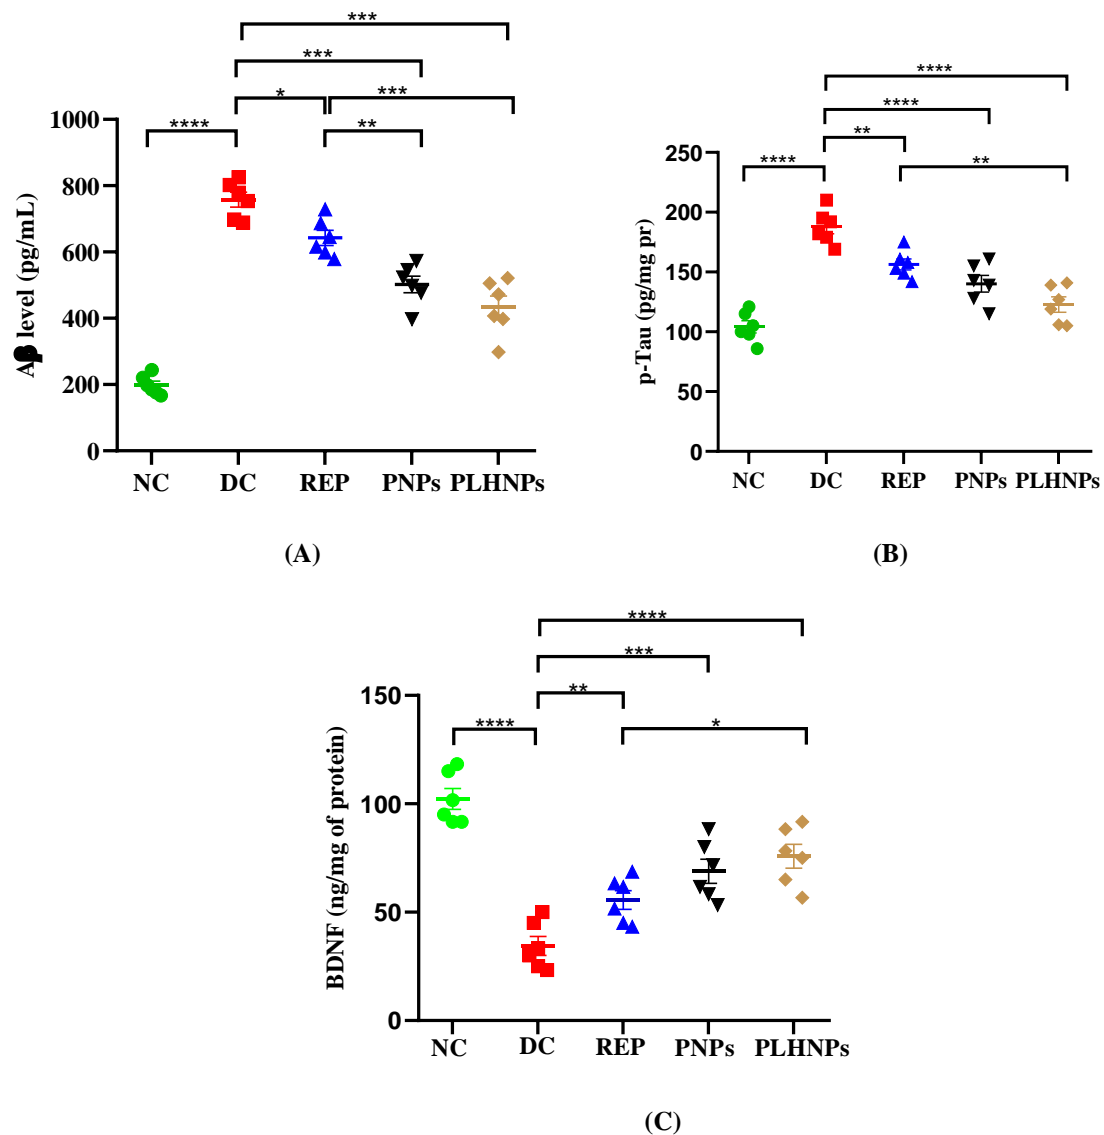 ***
***
*
***
****
**
1000
800
600
400
200
0
Aβ level (pg/mL)
NC
DC
REP
PNPs
PLHNPs
(A)
****
****
**
****
**
250
200
150
100
50
0
p-Tau (pg/mg pr)
NC
DC
REP
PNPs
PLHNPs
(B)
****
***
**
****
*
150
100
50
0
BDNF (ng/mg of protein)
NC
DC
REP
PNPs
PLHNPs
(C)